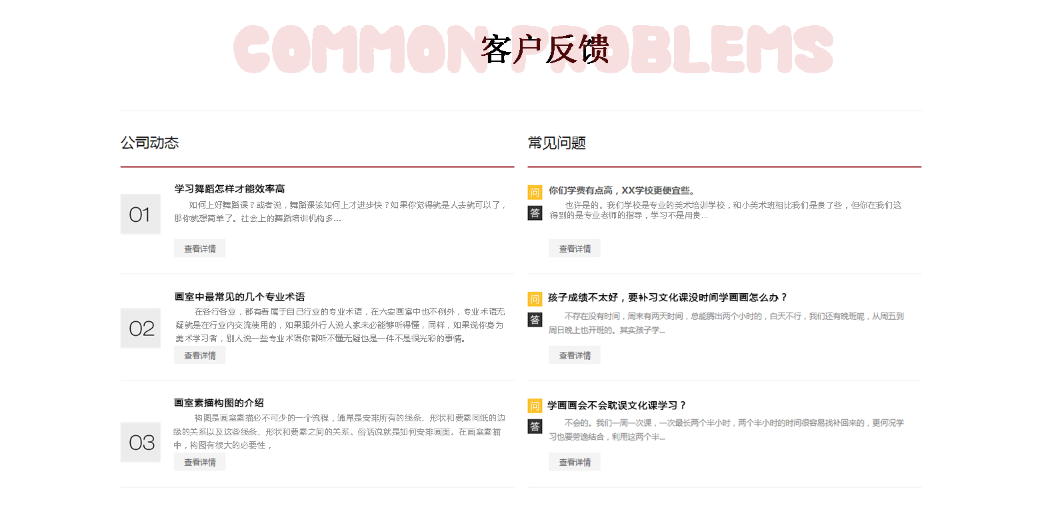 COMMON PROBLEMS
客户反馈
公司动态
01
学习舞蹈怎样才能效率高
如何上好舞蹈课？或者说，舞蹈课该如何上才进步快？如果你觉得就是人去就可以了，
那你就想简单了。社会上的舞蹈培训机构多...
查看详情
02
画室中最常见的几个专业术语
在各行各业，都有着属于自己行业的专业术语，在六安画室中也不例外，专业术语无
疑就是在行业内交流使用的，如果跟外行人说人家未必能够听得懂，同样，如果说你身为
美术学习者，别人说一些专业术语你都听不懂无疑也是一件不是很光彩的事情。
查看详情
03
画室素描构图的介绍
构图是画室素描必不可少的一个流程，通常是安排所有的线条、形状和要素间纸的边
缘的关系以及这些线条、形状和要素之间的关系。俗话说就是如何安排画面。在画室素描
中，构图有很大的必要性，
查看详情
常见问题
问 你们学费有点高，XX学校更便宜些。
答 也许是的。我们学校是专业的美术培训学校，和小美术班相比我们是贵了些，但你在我们这
得到的是专业老师的指导，学习不是用贵...
查看详情
问 孩子成绩不太好，要补习文化课没时间学画画怎么办？
答 不存在没有时间，周末有两天时间，总能腾出两个小时的，白天不行，我们还有晚班呢，从周五到
周日晚上也开班的。其实孩子学...
查看详情
问 学画画会不会耽误文化课学习？
答 不会的。我们一周一次课，一次最长两个半小时，两个半小时的时间很容易找补回来的，更何况学
习也要劳逸结合，利用这两个半...
查看详情